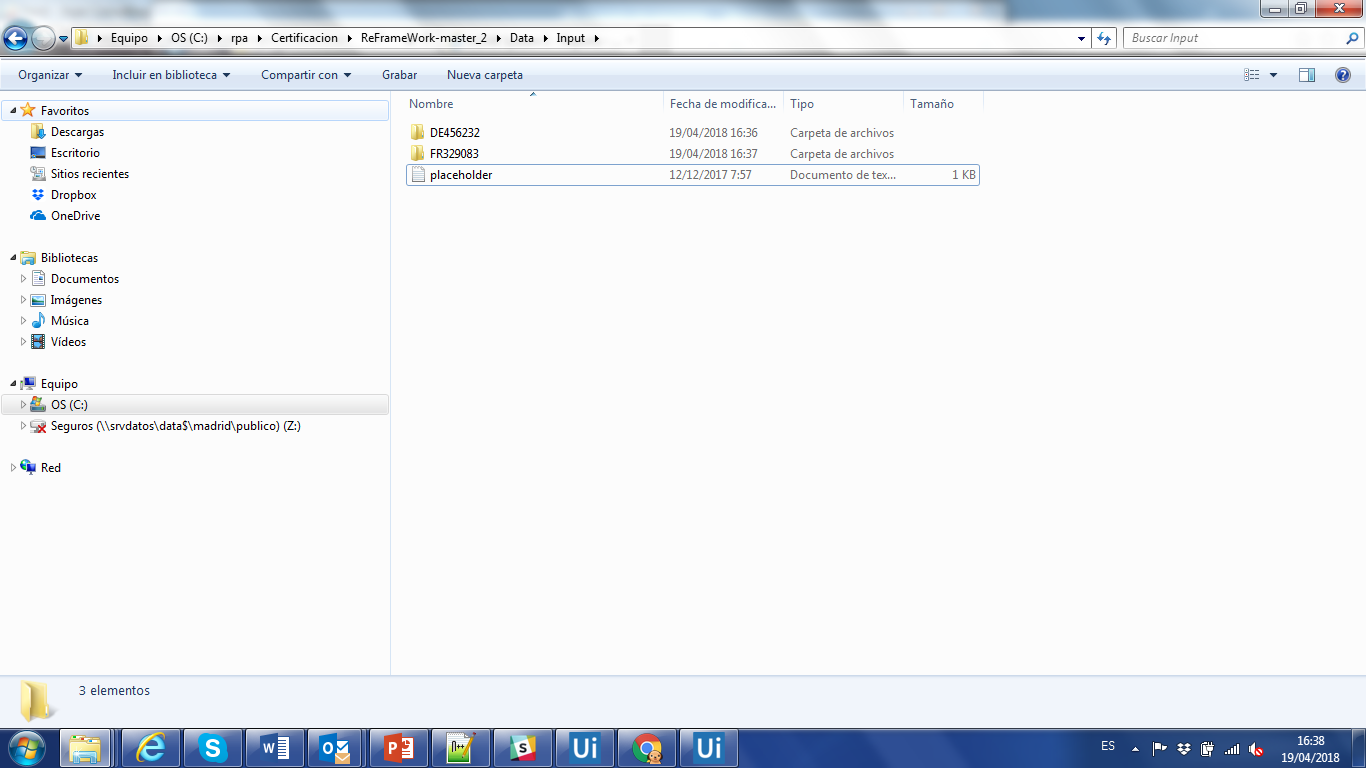 Equipo OS (C:) rpa Certificacion ReFrameWork-master_2 Data Input
Buscar Input
Organizar Incluir en biblioteca Compartir con Grabar Nueva carpeta
Nombre Fecha de modifica... Tipo Tamaño
DE456232 19/04/2018 16:36 Carpeta de archivos
FR329083 19/04/2018 16:37 Carpeta de archivos
placeholder 12/12/2017 7:57 Documento de tex... 1 KB
Favoritos
Descargas
Escritorio
Sitios recientes
Dropbox
OneDrive
Bibliotecas
Documentos
Imágenes
Música
Vídeos
Equipo
OS (C:)
Seguros (\\srvdatos\data$\madrid\publico) (Z:)
Red
3 elementos
ES
16:38
19/04/2018